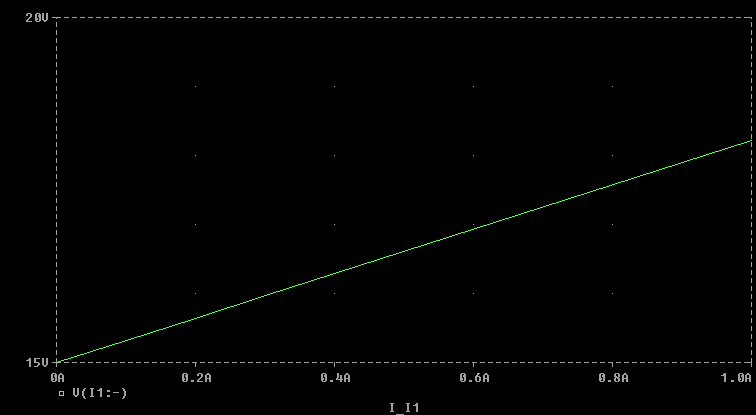 20V
15V
0A 0.2A 0.4A 0.6A 0.8A 1.0A
▫ V(I1:-)
I_I1